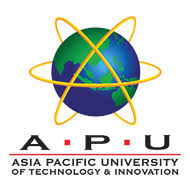 A · P · U
ASIA PACIFIC UNIVERSITY
OF TECHNOLOGY & INNOVATION